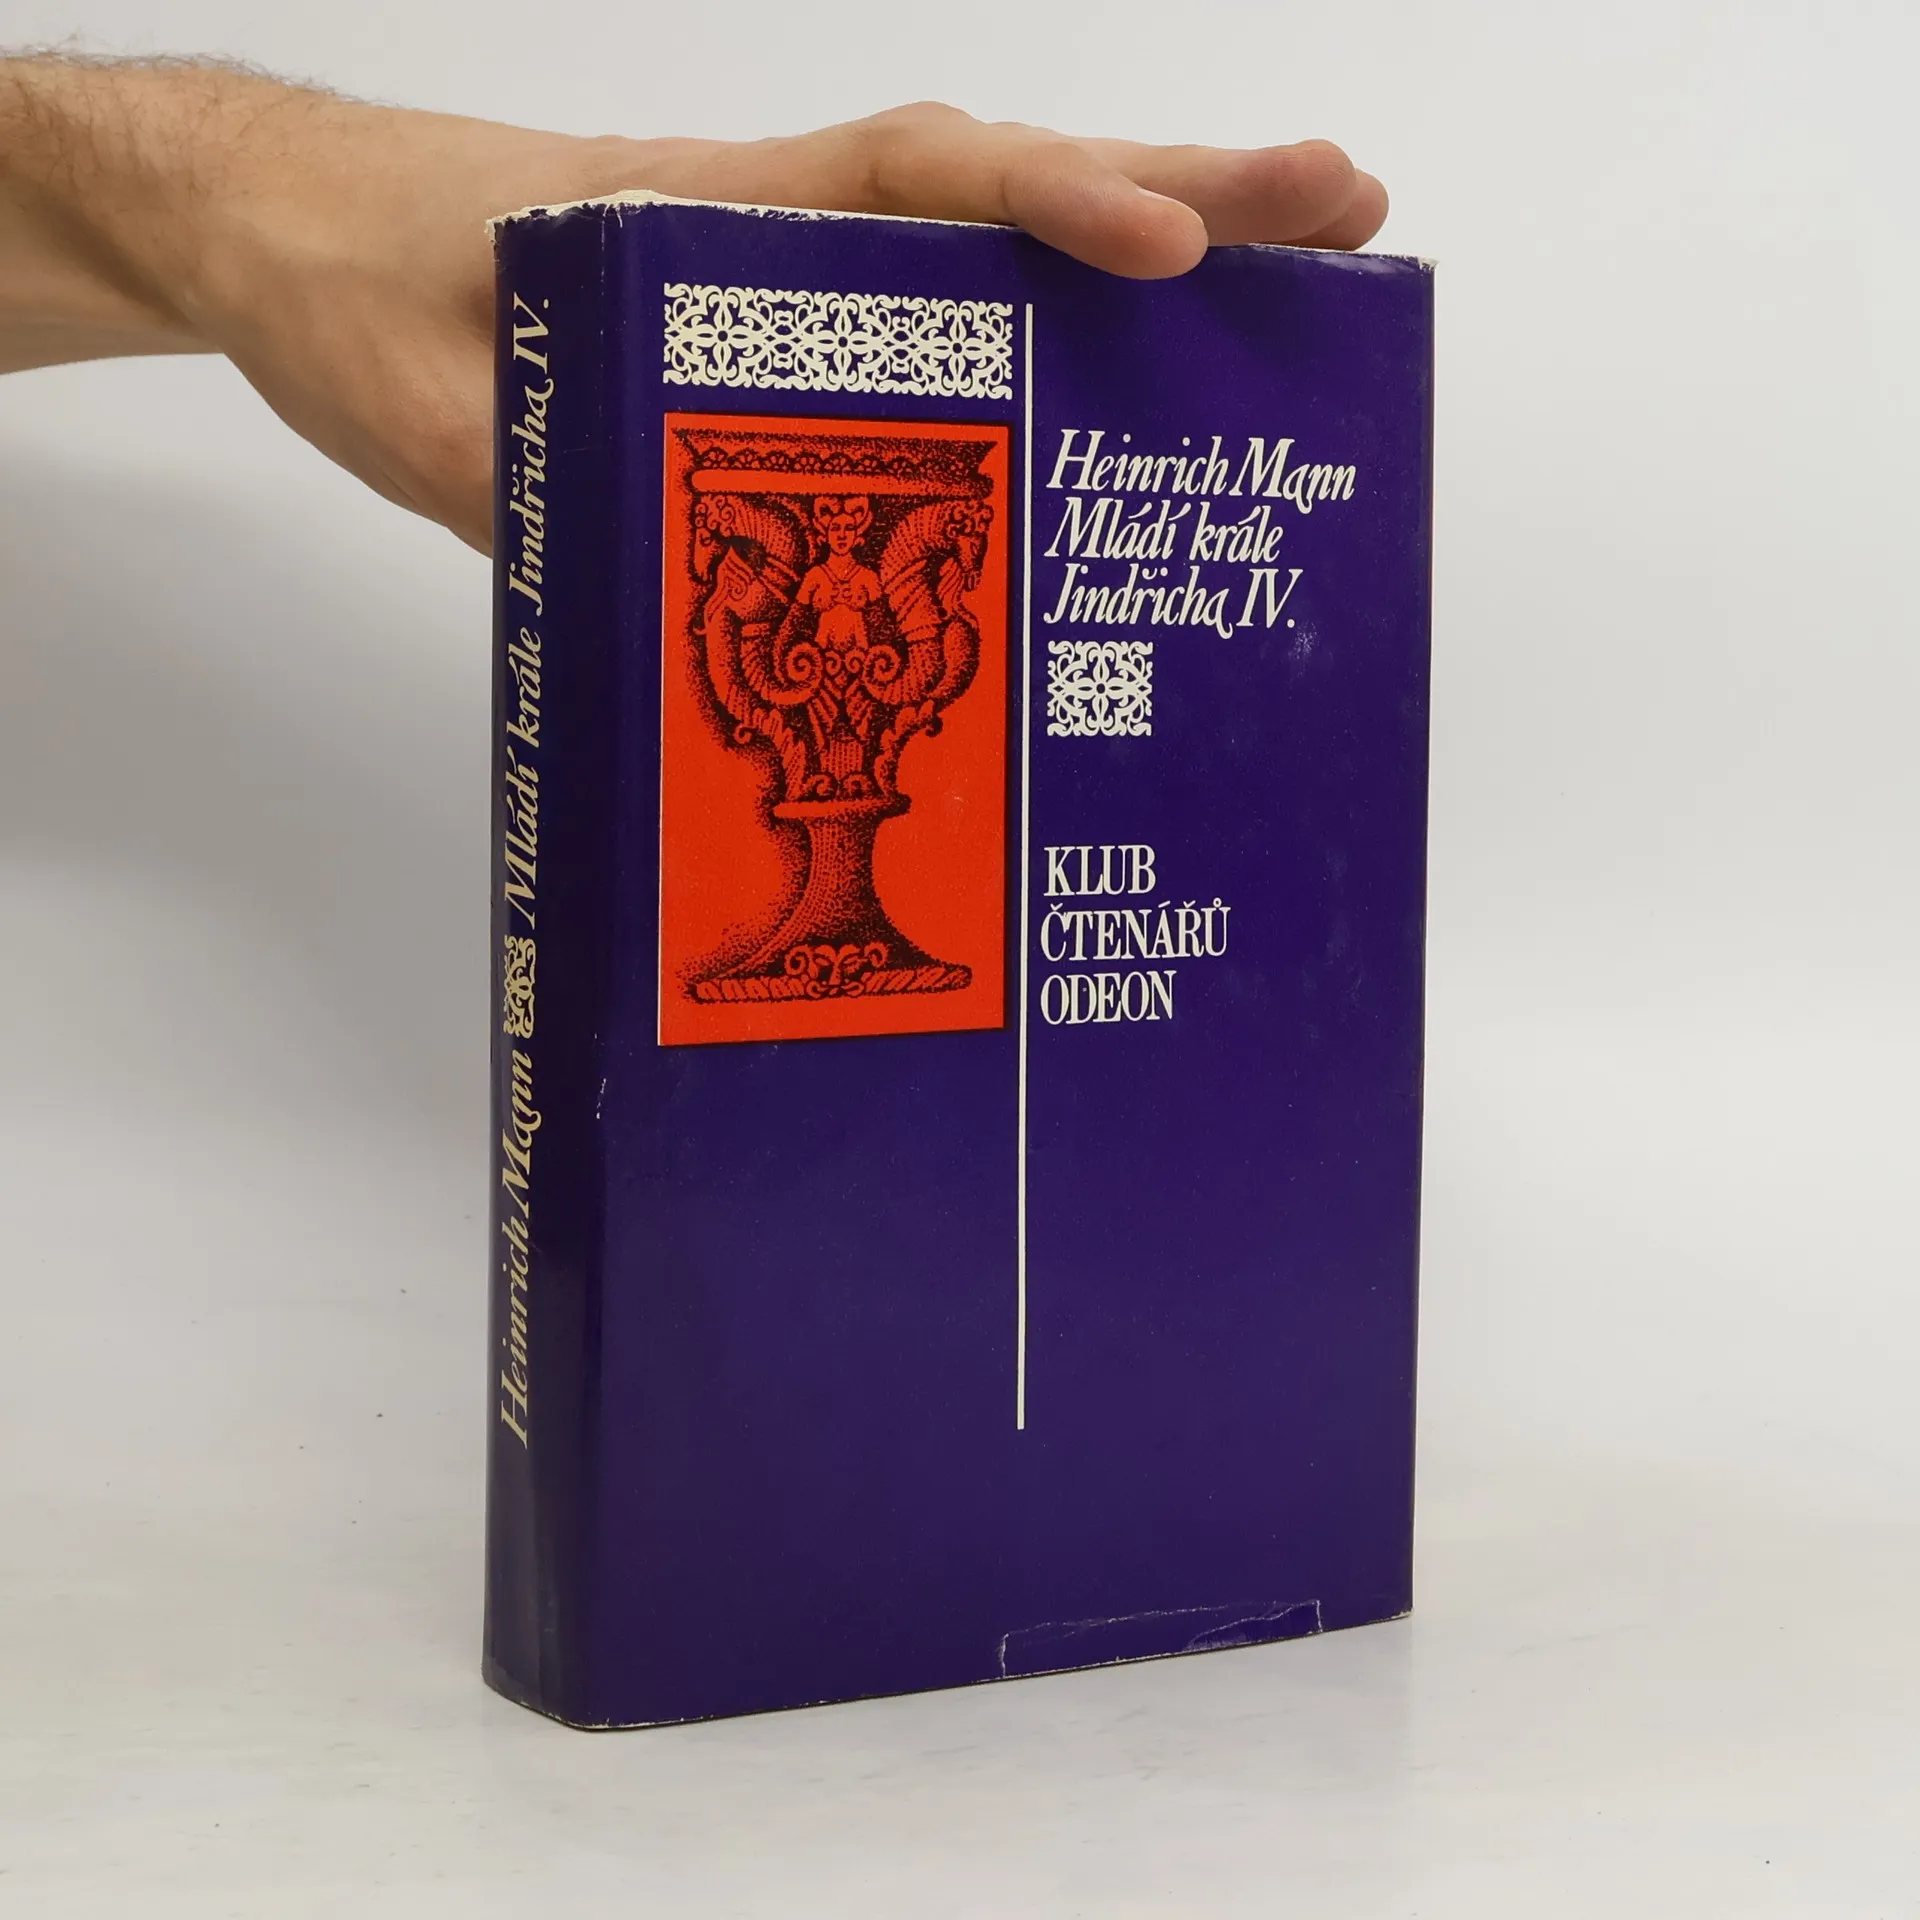 Heinrich Mann Mládí krále Jindřicha IV.
Heinrich Mann
Mládí krále
Jindřicha IV.
KLUB
ČTENÁŘŮ
ODEON